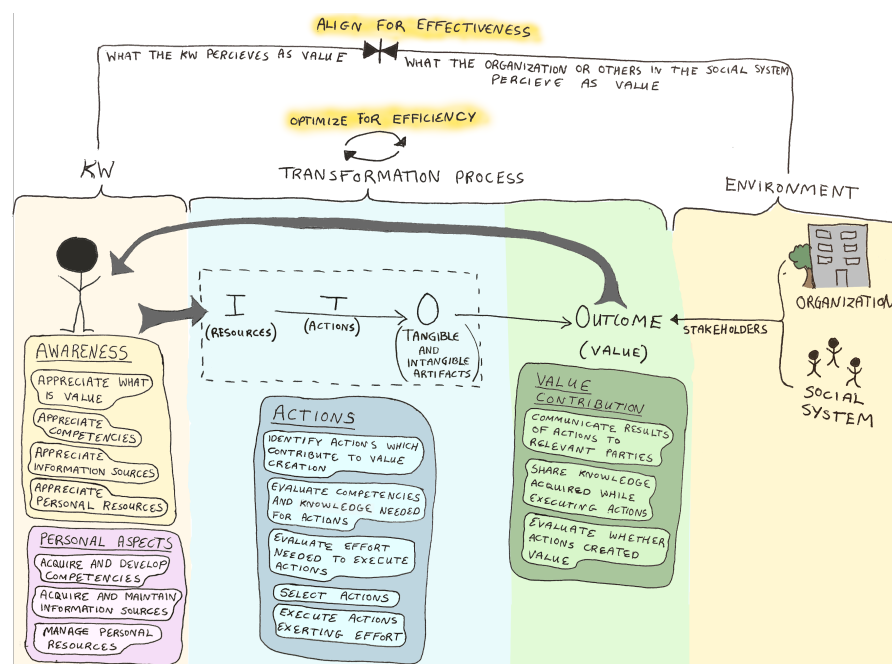 ALIGN FOR EFFECTIVENESS
WHAT THE KW PERCIEVES AS VALUE
WHAT THE ORGANIZATION OR OTHERS IN THE SOCIAL SYSTEM
PERCIEVE AS VALUE
OPTIMIZE FOR EFFICIENCY
KW
TRANSFORMATION PROCESS
ENVIRONMENT
I
(RESOURCES)
T
(ACTIONS)
O
(TANGIBLE
AND
INTANGIBLE
ARTIFACTS)
OUTCOME
(VALUE)
STAKEHOLDERS
ORGANIZATION
SOCIAL
SYSTEM
AWARENESS
APPRECIATE WHAT
IS VALUE
APPRECIATE
COMPETENCIES
APPRECIATE
INFORMATION SOURCES
APPRECIATE
PERSONAL RESOURCES
PERSONAL ASPECTS
ACQUIRE AND DEVELOP
COMPETENCIES
ACQUIRE AND MAINTAIN
INFORMATION SOURCES
MANAGE PERSONAL
RESOURCES
ACTIONS
IDENTIFY ACTIONS WHICH
CONTRIBUTE TO VALUE
CREATION
EVALUATE COMPETENCIES
AND KNOWLEDGE NEEDED
FOR ACTIONS
EVALUATE EFFORT
NEEDED TO EXECUTE
ACTIONS
SELECT ACTIONS
EXECUTE ACTIONS
EXERTING EFFORT
VALUE
CONTRIBUTION
COMMUNICATE RESULTS
OF ACTIONS TO
RELEVANT PARTIES
SHARE KNOWLEDGE
ACQUIRED WHILE
EXECUTING ACTIONS
EVALUATE WHETHER
ACTIONS CREATED
VALUE